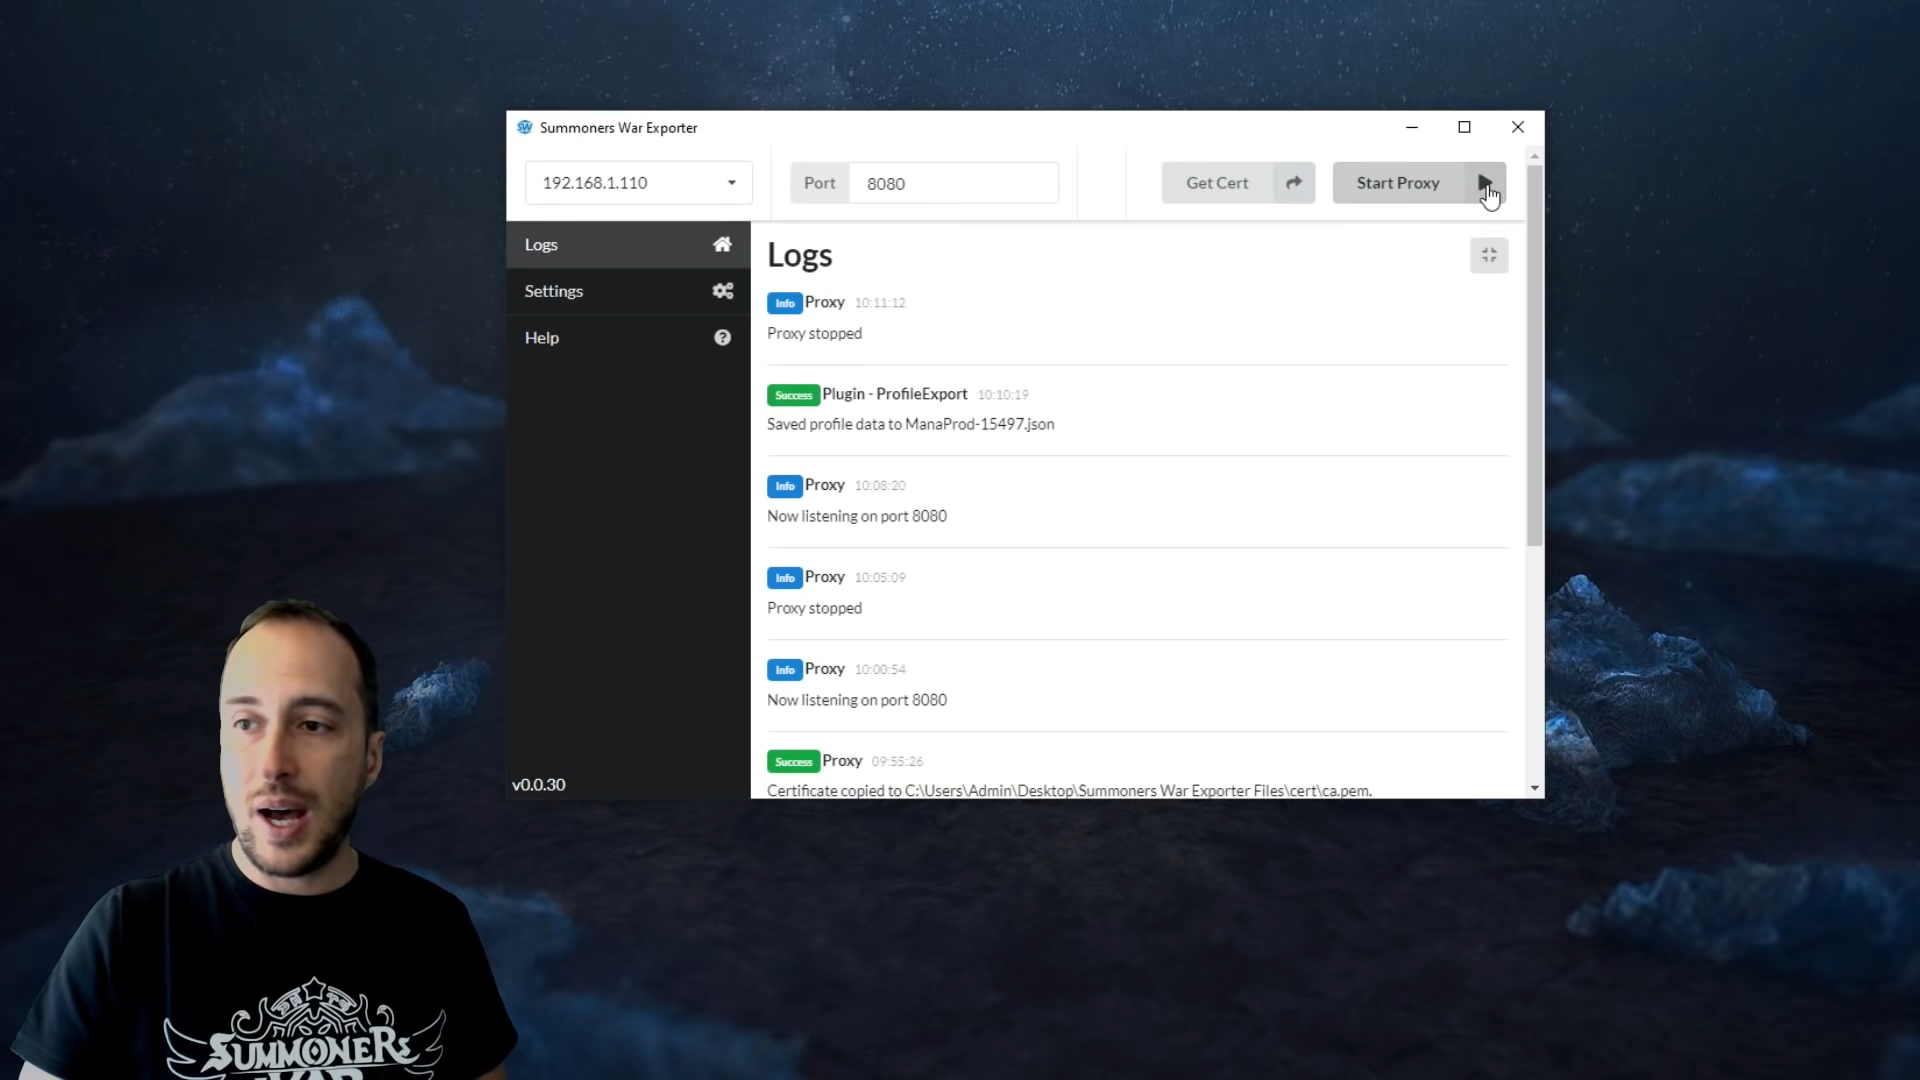 SW Summoners War Exporter
192.168.1.110
Port 8080
Get Cert
Start Proxy
Logs
Settings
Help
v0.0.30
Logs
Info Proxy 10:11:12
Proxy stopped
Success Plugin - ProfileExport 10:10:19
Saved profile data to ManaProd-15497.json
Info Proxy 10:08:20
Now listening on port 8080
Info Proxy 10:05:09
Proxy stopped
Info Proxy 10:00:54
Now listening on port 8080
Success Proxy 09:55:26
Certificate copied to C:\Users\Admin\Desktop\Summoners War Exporter Files\cert\ca.pem.
SUMMONERS
WAR